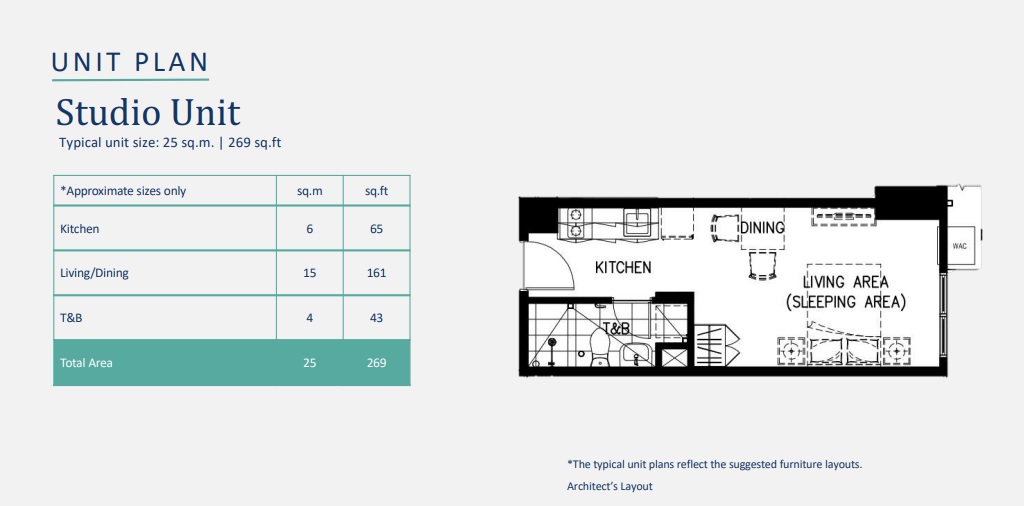 UNIT PLAN
Studio Unit
Typical unit size: 25 sq.m. | 269 sq.ft
*Approximate sizes only sq.m sq.ft
Kitchen 6 65
Living/Dining 15 161
T&B 4 43
Total Area 25 269
DINING
WAC
KITCHEN
LIVING AREA
(SLEEPING AREA)
T&B
*The typical unit plans reflect the suggested furniture layouts.
Architect's Layout